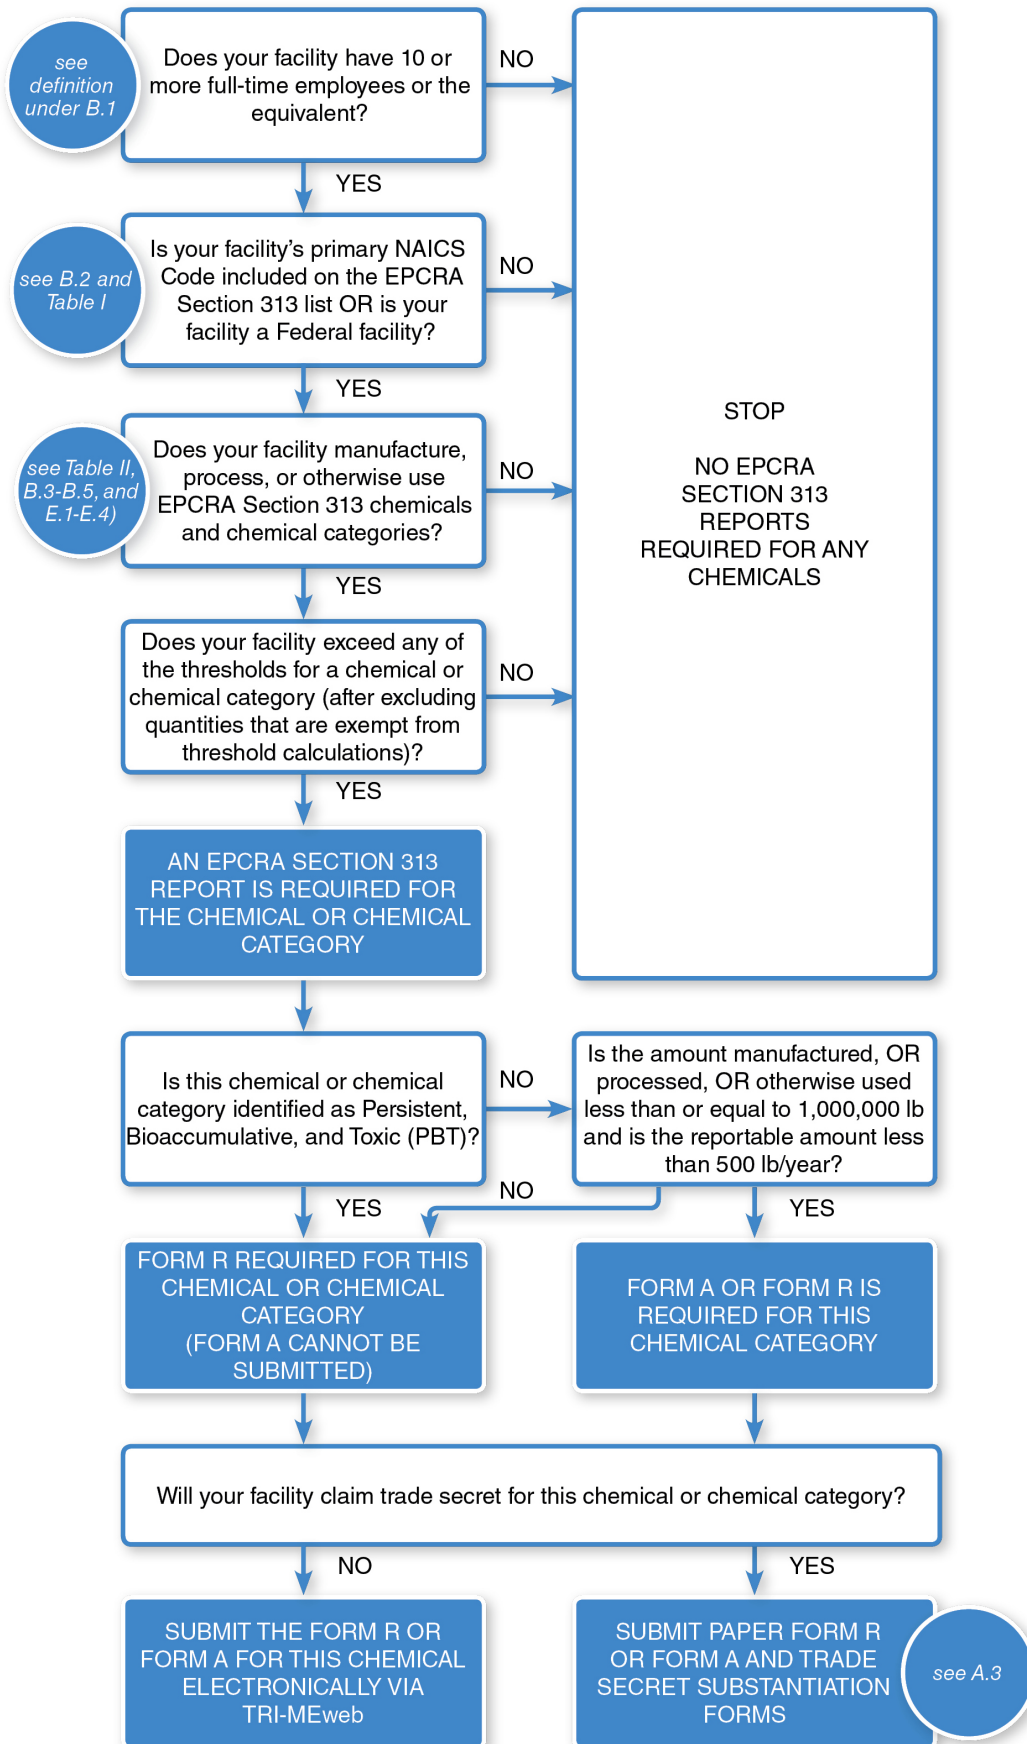 see
definition
under B.1
Does your facility have 10 or
more full-time employees or the
equivalent?
NO
YES
see B.2 and
Table I
Is your facility’s primary NAICS
Code included on the EPCRA
Section 313 list OR is your
facility a Federal facility?
NO
YES
see Table II,
B.3-B.5, and
E.1-E.4)
Does your facility manufacture,
process, or otherwise use
EPCRA Section 313 chemicals
and chemical categories?
NO
YES
Does your facility exceed any of
the thresholds for a chemical or
chemical category (after excluding
quantities that are exempt from
threshold calculations)?
NO
YES
STOP
NO EPCRA
SECTION 313
REPORTS
REQUIRED FOR ANY
CHEMICALS
AN EPCRA SECTION 313
REPORT IS REQUIRED FOR
THE CHEMICAL OR CHEMICAL
CATEGORY
Is this chemical or chemical
category identified as Persistent,
Bioaccumulative, and Toxic (PBT)?
NO
Is the amount manufactured, OR
processed, OR otherwise used
less than or equal to 1,000,000 lb
and is the reportable amount less
than 500 lb/year?
YES
NO
YES
FORM R REQUIRED FOR THIS
CHEMICAL OR CHEMICAL
CATEGORY
(FORM A CANNOT BE
SUBMITTED)
FORM A OR FORM R IS
REQUIRED FOR THIS
CHEMICAL CATEGORY
Will your facility claim trade secret for this chemical or chemical category?
NO
YES
SUBMIT THE FORM R OR
FORM A FOR THIS CHEMICAL
ELECTRONICALLY VIA
TRI-MEweb
SUBMIT PAPER FORM R
OR FORM A AND TRADE
SECRET SUBSTANTIATION
FORMS
see A.3